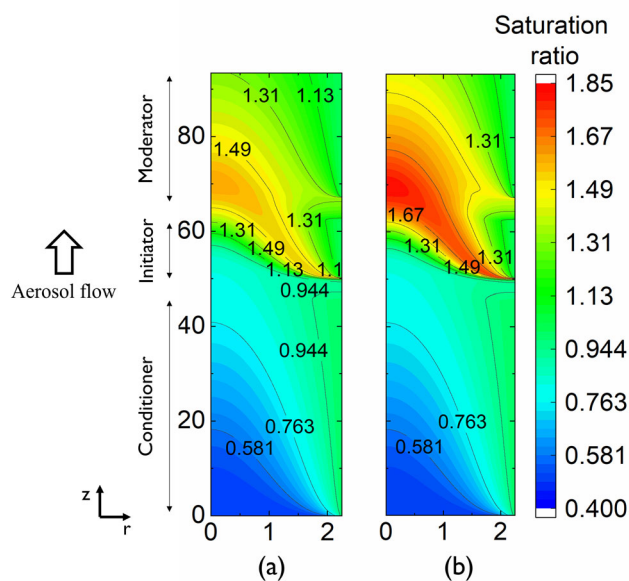 Saturation
ratio
Moderator
Initiator
Conditioner
Aerosol flow
z
r
80
60
40
20
0
0 1 2
0 1 2
1.31 1.13
1.49
1.31
1.31
1.49
1.13 1.1
0.944
0.944
0.763
0.581
1.31
1.67
1.31 1.31
1.49
0.763
0.581
1.85
1.67
1.49
1.31
1.13
0.944
0.763
0.581
0.400
(a) (b)